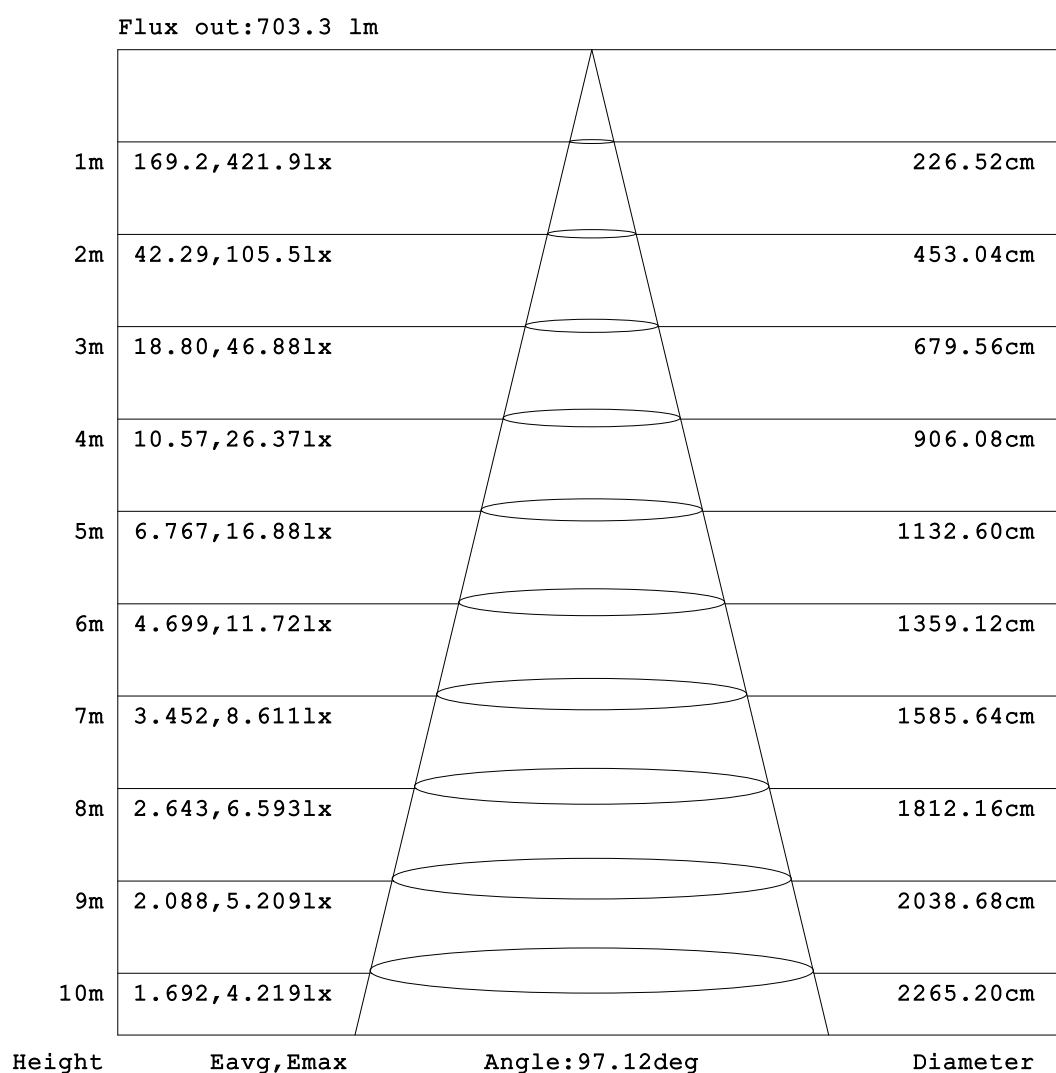 Flux out:703.3 lm
1m 169.2,421.9lx 226.52cm
2m 42.29,105.5lx 453.04cm
3m 18.80,46.88lx 679.56cm
4m 10.57,26.37lx 906.08cm
5m 6.767,16.88lx 1132.60cm
6m 4.699,11.72lx 1359.12cm
7m 3.452,8.611lx 1585.64cm
8m 2.643,6.593lx 1812.16cm
9m 2.088,5.209lx 2038.68cm
10m 1.692,4.219lx 2265.20cm
Height Eavg,Emax Angle:97.12deg Diameter